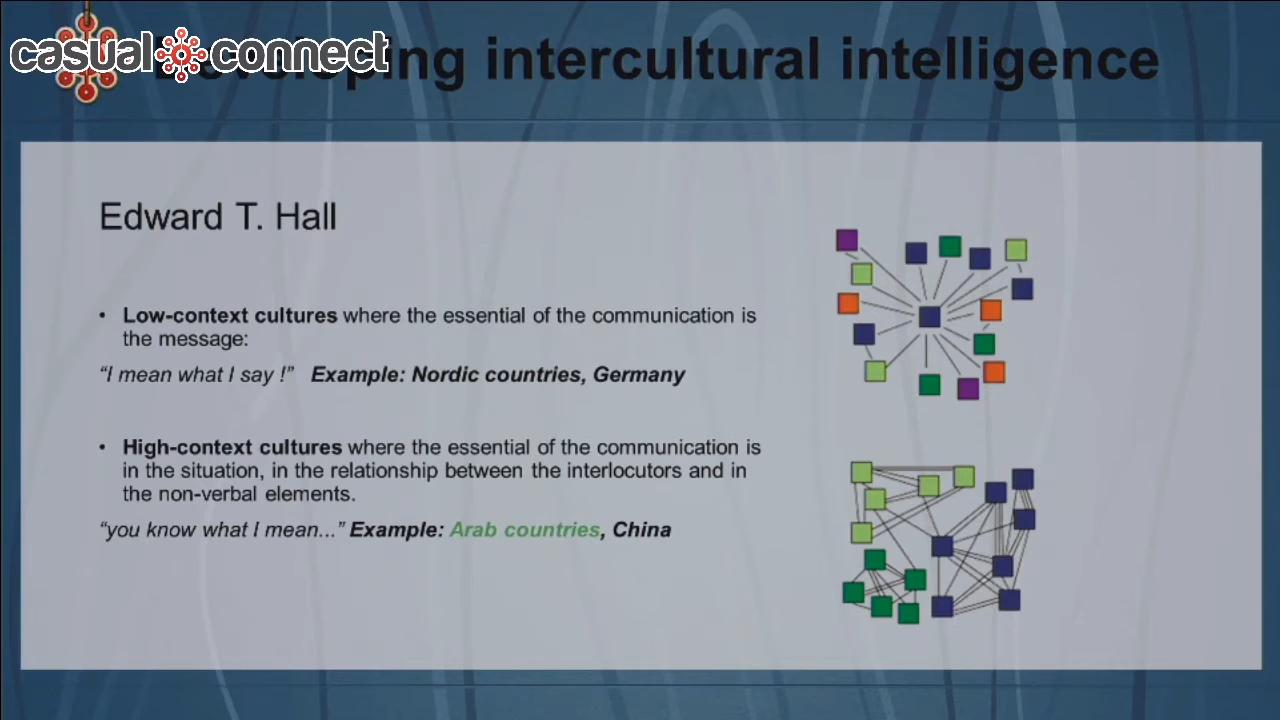 casual connect
Developing intercultural intelligence
Edward T. Hall
• Low-context cultures where the essential of the communication is
the message:
“I mean what I say !” Example: Nordic countries, Germany
• High-context cultures where the essential of the communication is
in the situation, in the relationship between the interlocutors and in
the non-verbal elements.
“you know what I mean...” Example: Arab countries, China